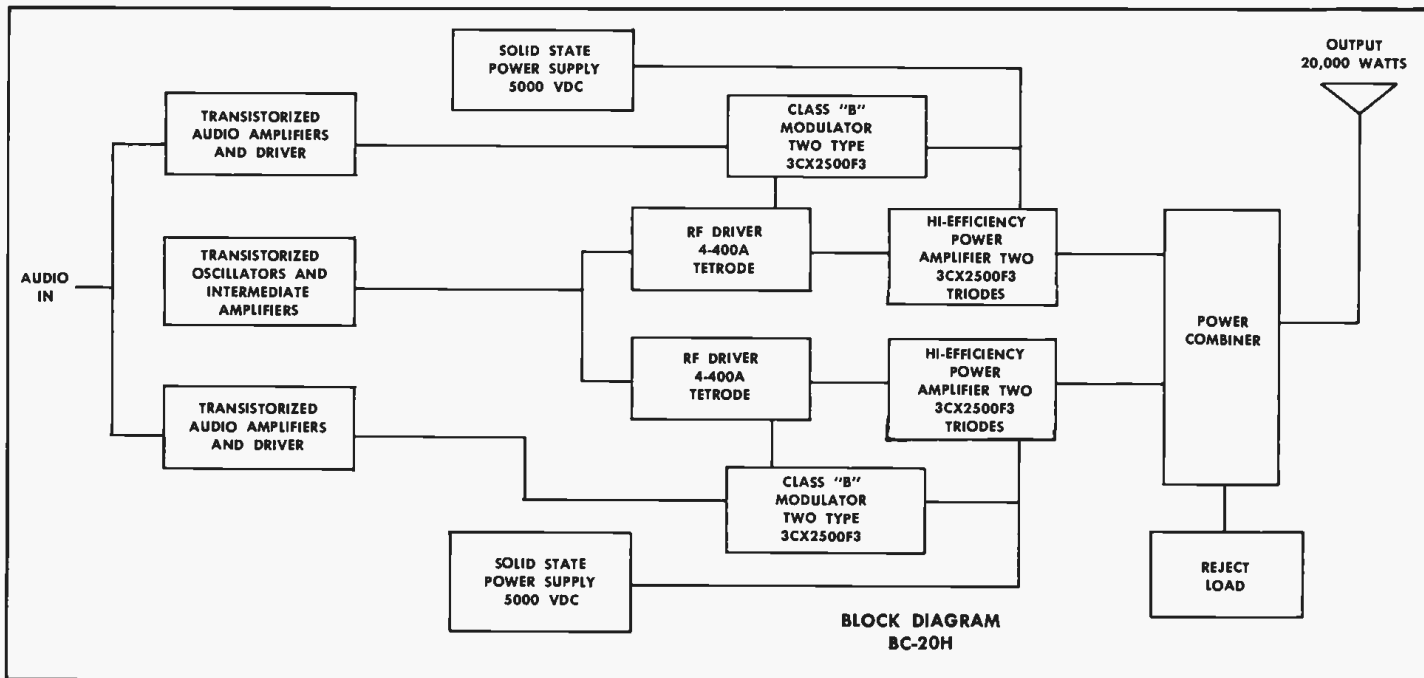 SOLID STATE
POWER SUPPLY
5000 VDC
OUTPUT
20,000 WATTS
TRANSISTORIZED
AUDIO AMPLIFIERS
AND DRIVER
CLASS "B"
MODULATOR
TWO TYPE
3CX2500F3
RF DRIVER
4-400A
TETRODE
HI-EFFICIENCY
POWER
AMPLIFIER TWO
3CX2500F3
TRIODES
AUDIO
IN
TRANSISTORIZED
OSCILLATORS AND
INTERMEDIATE
AMPLIFIERS
POWER
COMBINER
RF DRIVER
4-400A
TETRODE
HI-EFFICIENCY
POWER
AMPLIFIER TWO
3CX2500F3
TRIODES
TRANSISTORIZED
AUDIO AMPLIFIERS
AND DRIVER
CLASS "B"
MODULATOR
TWO TYPE
3CX2500F3
SOLID STATE
POWER SUPPLY
5000 VDC
REJECT
LOAD
BLOCK DIAGRAM
BC-20H